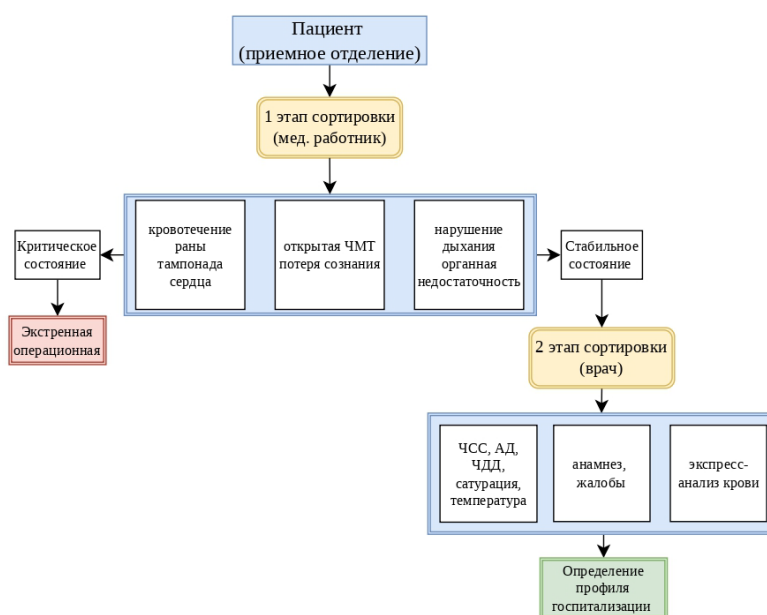 Пациент
(приемное отделение)
1 этап сортировки
(мед. работник)
Критическое
состояние
кровотечение
раны
тампонада
сердца
открытая ЧМТ
потеря сознания
нарушение
дыхания
органная
недостаточность
Стабильное
состояние
Экстренная
операционная
2 этап сортировки
(врач)
ЧСС, АД,
ЧДД,
сатурация,
температура
анамнез,
жалобы
экспресс-
анализ крови
Определение
профиля
госпитализации